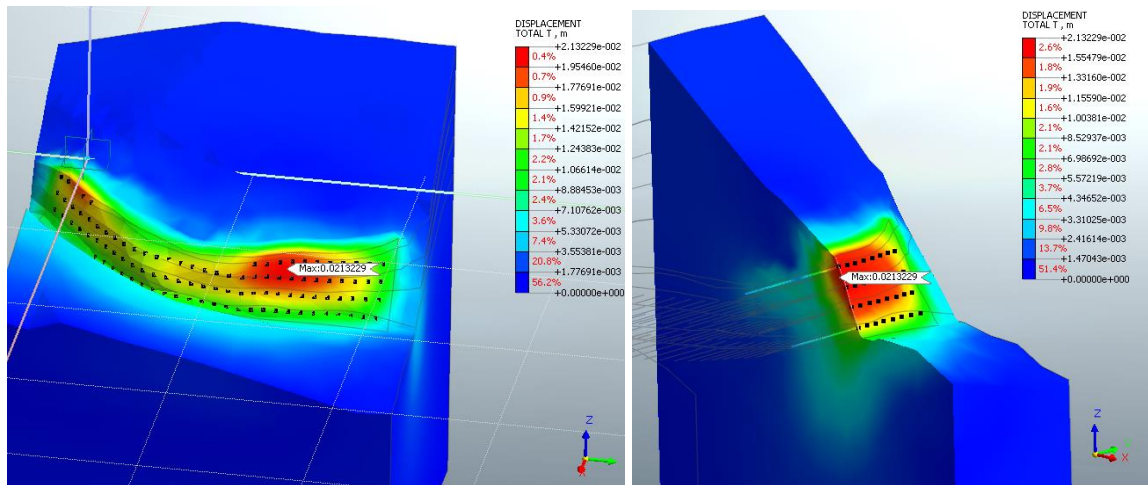 DISPLACEMENT
TOTAL T , m
+2.13229e-002
0.4%
+1.95460e-002
0.7%
+1.77691e-002
0.9%
+1.59921e-002
1.4%
+1.42152e-002
1.7%
+1.24383e-002
2.2%
+1.06614e-002
2.1%
+8.88453e-003
2.4%
+7.10762e-003
3.6%
+5.33072e-003
7.4%
+3.55381e-003
20.8%
+1.77691e-003
56.2%
+0.00000e+000
Max:0.0213229
Z
X
DISPLACEMENT
TOTAL T , m
+2.13229e-002
2.6%
+1.55479e-002
1.8%
+1.33160e-002
1.9%
+1.15590e-002
1.6%
+1.00381e-002
2.1%
+8.52937e-003
2.1%
+6.98692e-003
2.8%
+5.57219e-003
3.7%
+4.34652e-003
6.5%
+3.31025e-003
9.8%
+2.41614e-003
13.7%
+1.47043e-003
51.4%
+0.00000e+000
Max:0.0213229
Z
X